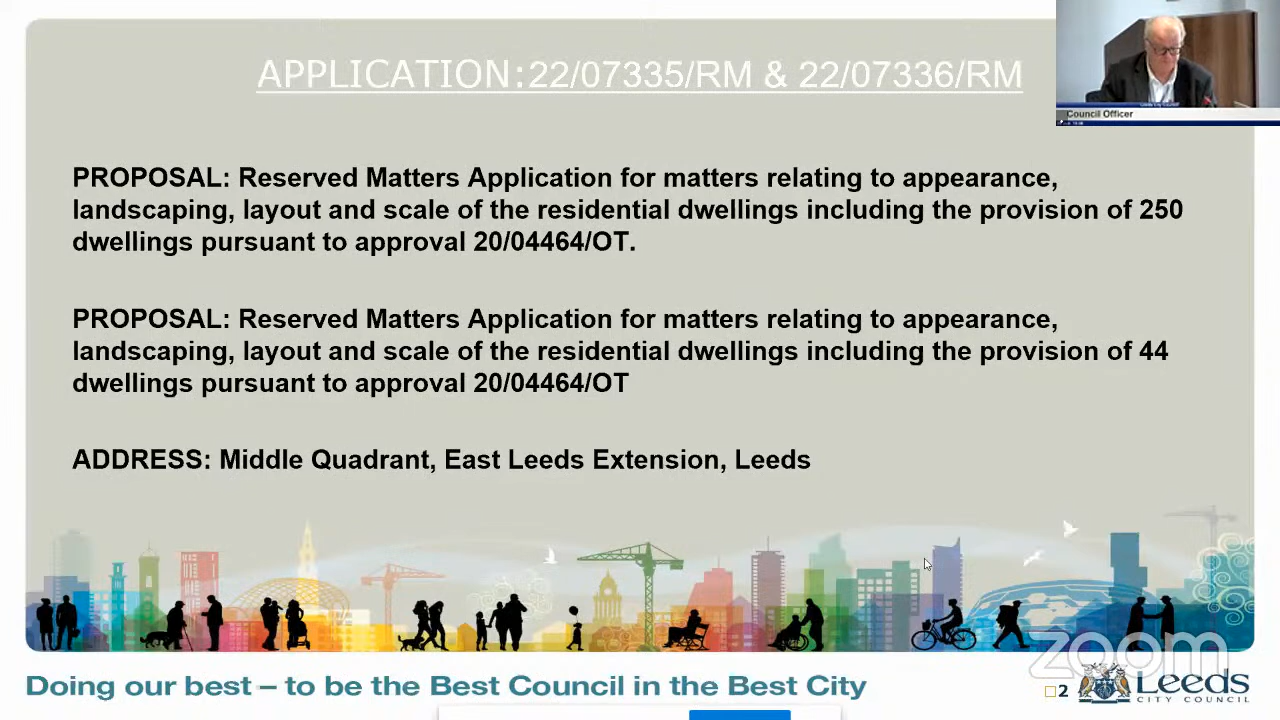 APPLICATION:22/07335/RM & 22/07336/RM
Council Officer
PROPOSAL: Reserved Matters Application for matters relating to appearance,
landscaping, layout and scale of the residential dwellings including the provision of 250
dwellings pursuant to approval 20/04464/OT.
PROPOSAL: Reserved Matters Application for matters relating to appearance,
landscaping, layout and scale of the residential dwellings including the provision of 44
dwellings pursuant to approval 20/04464/OT
ADDRESS: Middle Quadrant, East Leeds Extension, Leeds
zoom
Doing our best – to be the Best Council in the Best City
2
Leeds
CITY COUNCIL